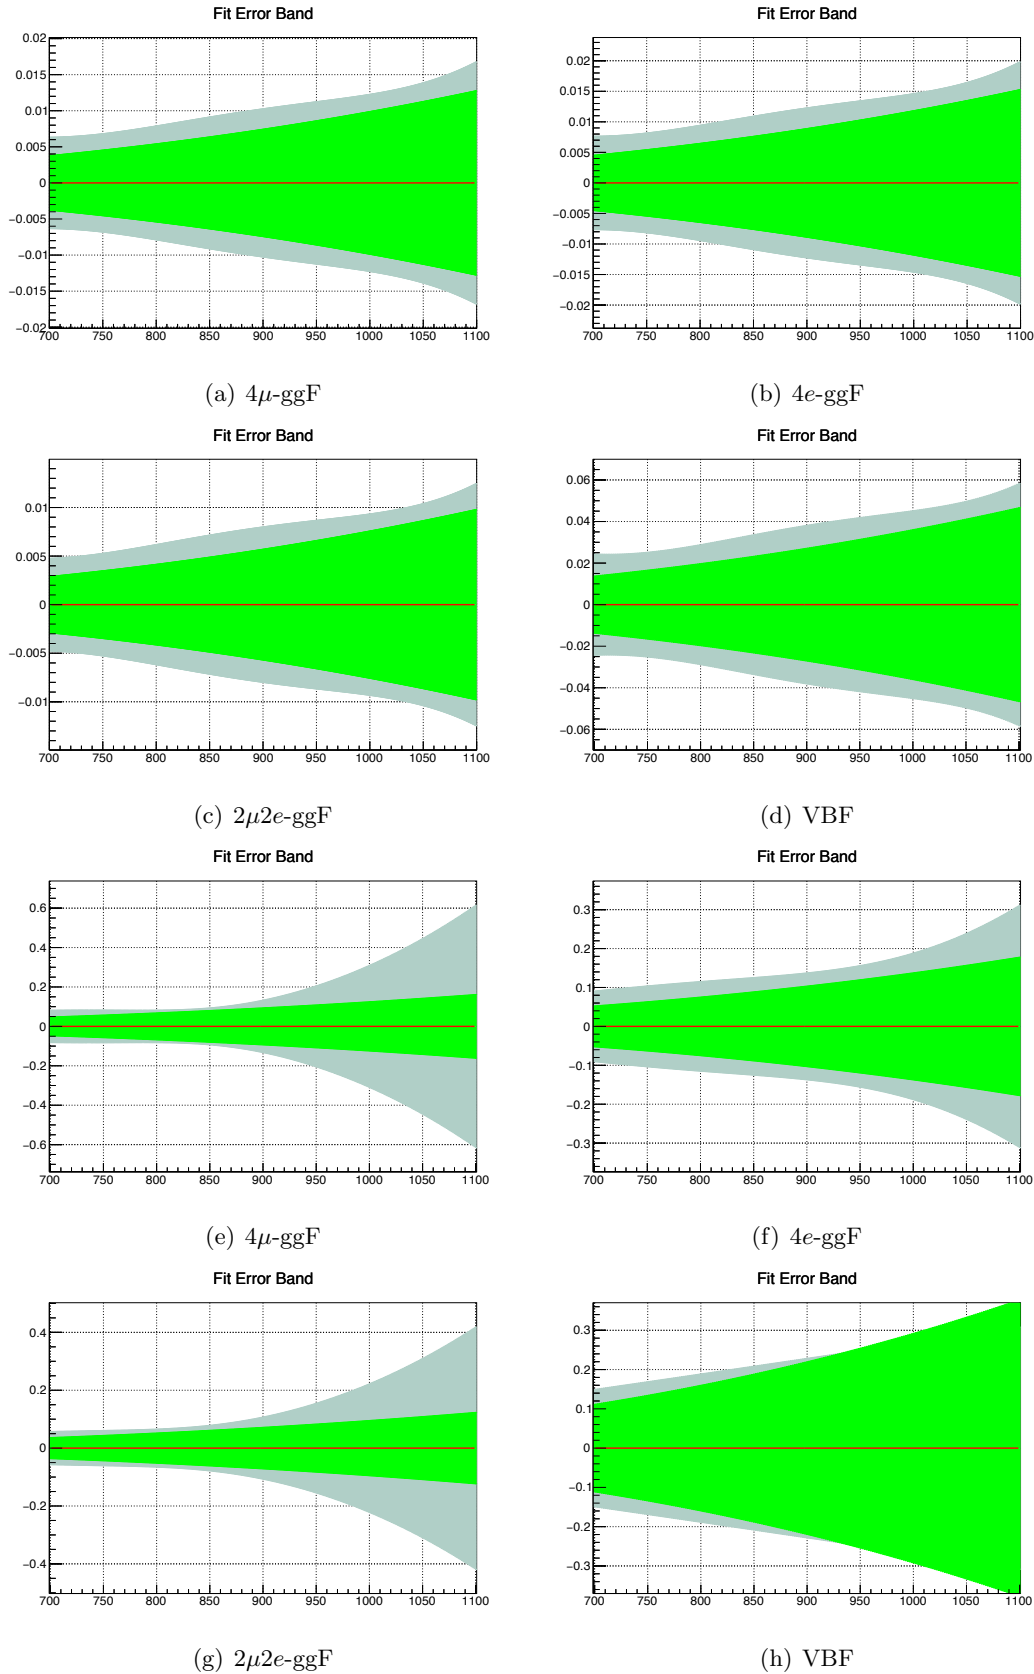 Fit Error Band
Fit Error Band
0.02
0.015
0.01
0.005
0
−0.005
−0.01
−0.015
−0.02
700 750 800 850 900 950 1000 1050 1100
0.02
0.015
0.01
0.005
0
−0.005
−0.01
−0.015
−0.02
700 750 800 850 900 950 1000 1050 1100
(a) 4μ-ggF
(b) 4e-ggF
Fit Error Band
Fit Error Band
0.01
0.005
0
−0.005
−0.01
700 750 800 850 900 950 1000 1050 1100
0.06
0.04
0.02
0
−0.02
−0.04
−0.06
700 750 800 850 900 950 1000 1050 1100
(c) 2μ2e-ggF
(d) VBF
Fit Error Band
Fit Error Band
0.6
0.4
0.2
0
−0.2
−0.4
−0.6
700 750 800 850 900 950 1000 1050 1100
0.3
0.2
0.1
0
−0.1
−0.2
−0.3
700 750 800 850 900 950 1000 1050 1100
(e) 4μ-ggF
(f) 4e-ggF
Fit Error Band
Fit Error Band
0.4
0.2
0
−0.2
−0.4
700 750 800 850 900 950 1000 1050 1100
0.3
0.2
0.1
0
−0.1
−0.2
−0.3
700 750 800 850 900 950 1000 1050 1100
(g) 2μ2e-ggF
(h) VBF